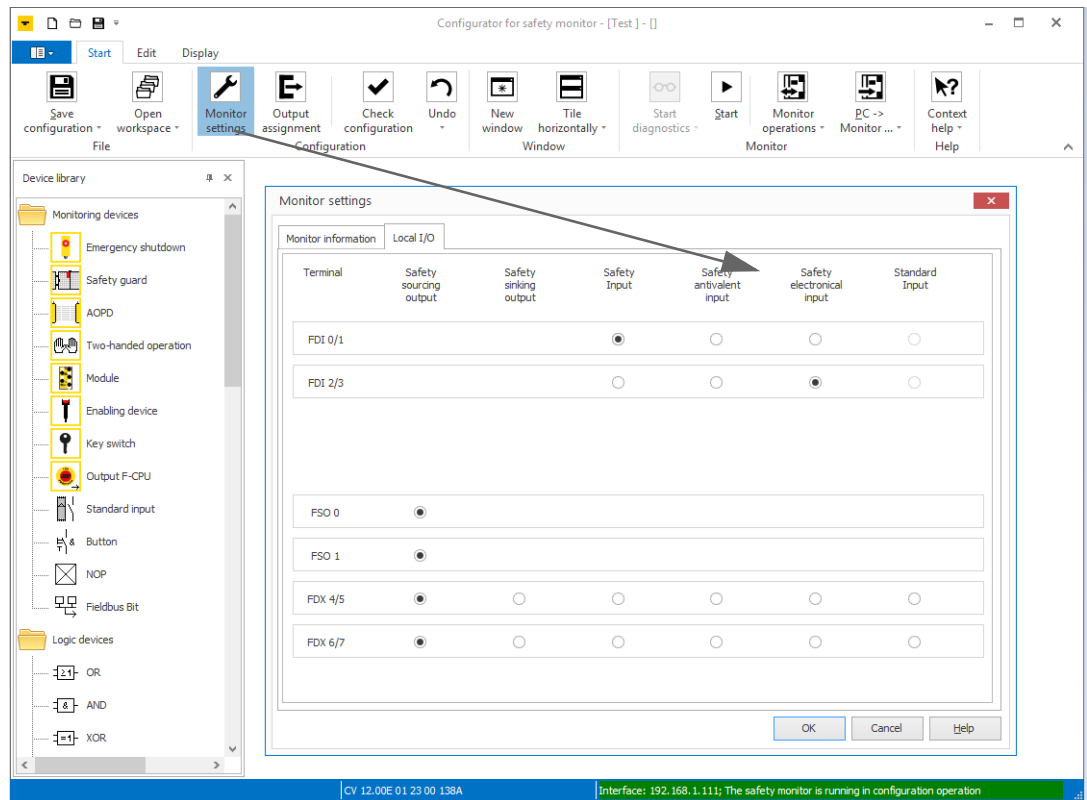 Configurator for safety monitor - [Test ] - []
Start Edit Display
Save configuration
Open workspace
Monitor settings
Output assignment
Check configuration
Undo
New window
Tile horizontally
Start diagnostics
Start
Monitor operations
PC -> Monitor ...
Context help
File
Configuration
Window
Monitor
Help
Device library
Monitoring devices
Emergency shutdown
Safety guard
AOPD
Two-handed operation
Module
Enabling device
Key switch
Output F-CPU
Standard input
& Button
NOP
Fieldbus Bit
Logic devices
≥1 OR
& AND
=1 XOR
Monitor settings
Monitor information Local I/O
Terminal
Safety sourcing output
Safety sinking output
Safety Input
Safety antivalent input
Safety electronical input
Standard Input
FDI 0/1
FDI 2/3
FSO 0
FSO 1
FDX 4/5
FDX 6/7
OK Cancel Help
CV 12.00E 01 23 00 138A
Interface: 192.168.1.111; The safety monitor is running in configuration operation